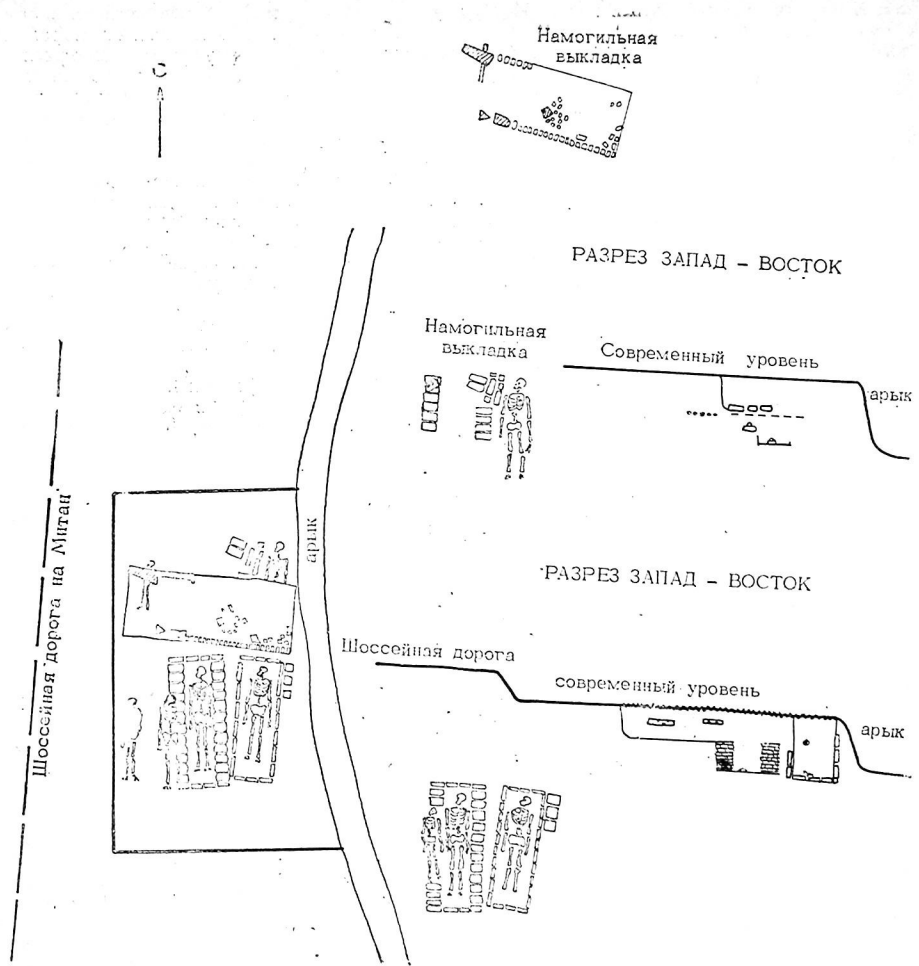 Намогильная
выкладка
С
РАЗРЕЗ ЗАПАД – ВОСТОК
Намогильная
выкладка
Современный уровень
арык
Шоссейная дорога на Митан
арык
РАЗРЕЗ ЗАПАД – ВОСТОК
Шоссейная дорога
современный уровень
арык